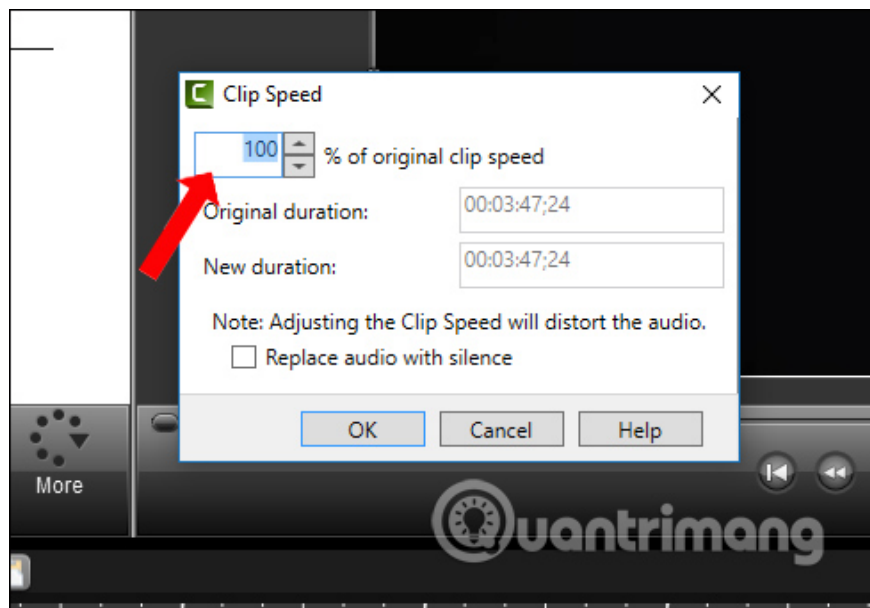 Clip Speed
100 % of original clip speed
Original duration: 00:03:47;24
New duration: 00:03:47;24
Note: Adjusting the Clip Speed will distort the audio.
Replace audio with silence
OK Cancel Help
More
Quantrimang